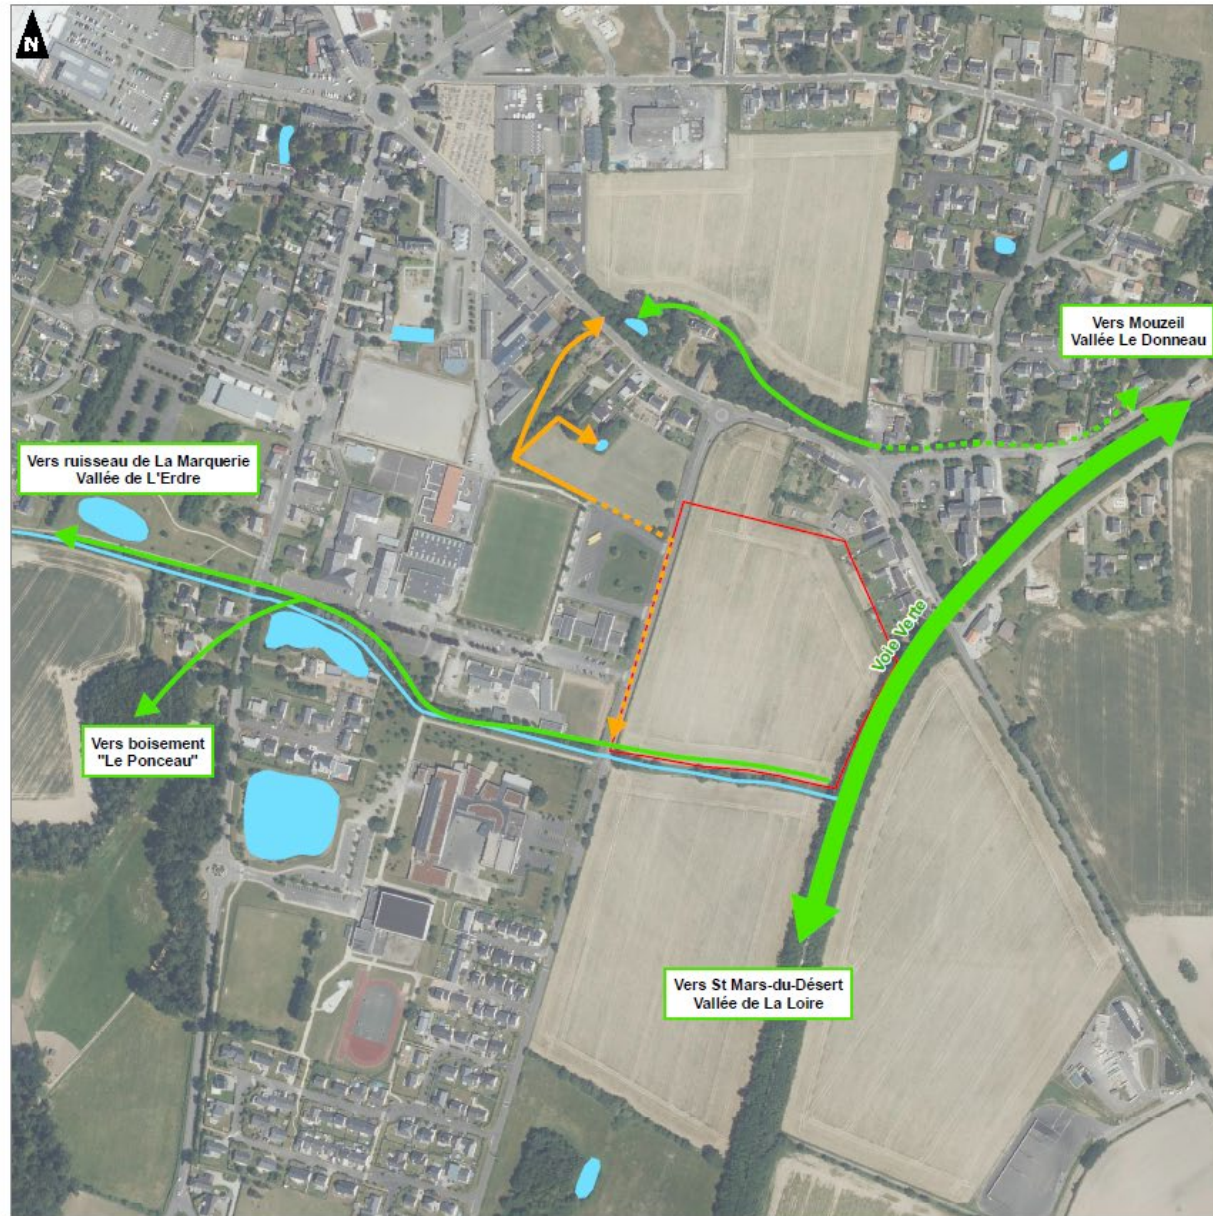 N
Vers Mouzeil
Vallée Le Donneau
Vers ruisseau de La Marquerie
Vallée de L'Erdre
Voie Verte
Vers boisement
"Le Ponceau"
Vers St Mars-du-Désert
Vallée de La Loire